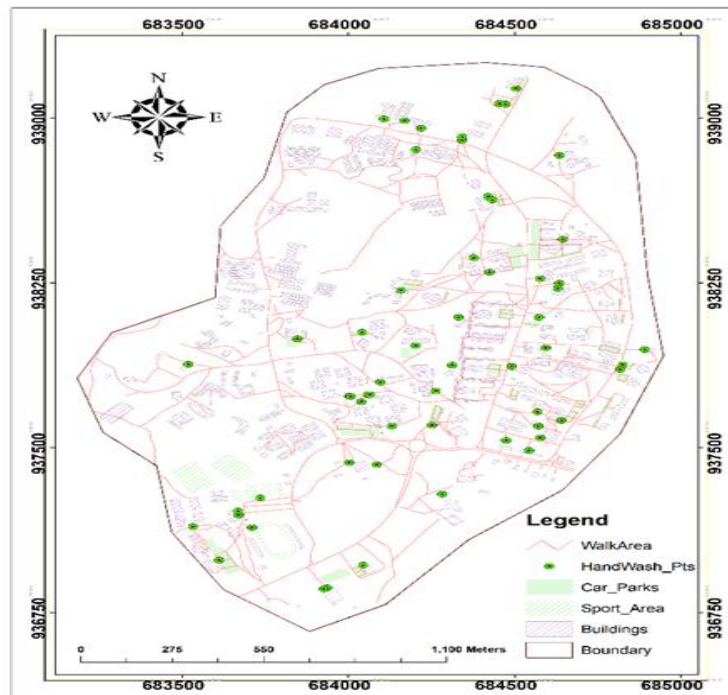 683500 684000 684500 685000
N
W E
S
939000 939000
938250 938250
937500 937500
936750 936750
Legend
WalkArea
HandWash_Pts
Car_Parks
Sport_Area
Buildings
Boundary
0 275 550 1,100 Meters
683500 684000 684500 685000